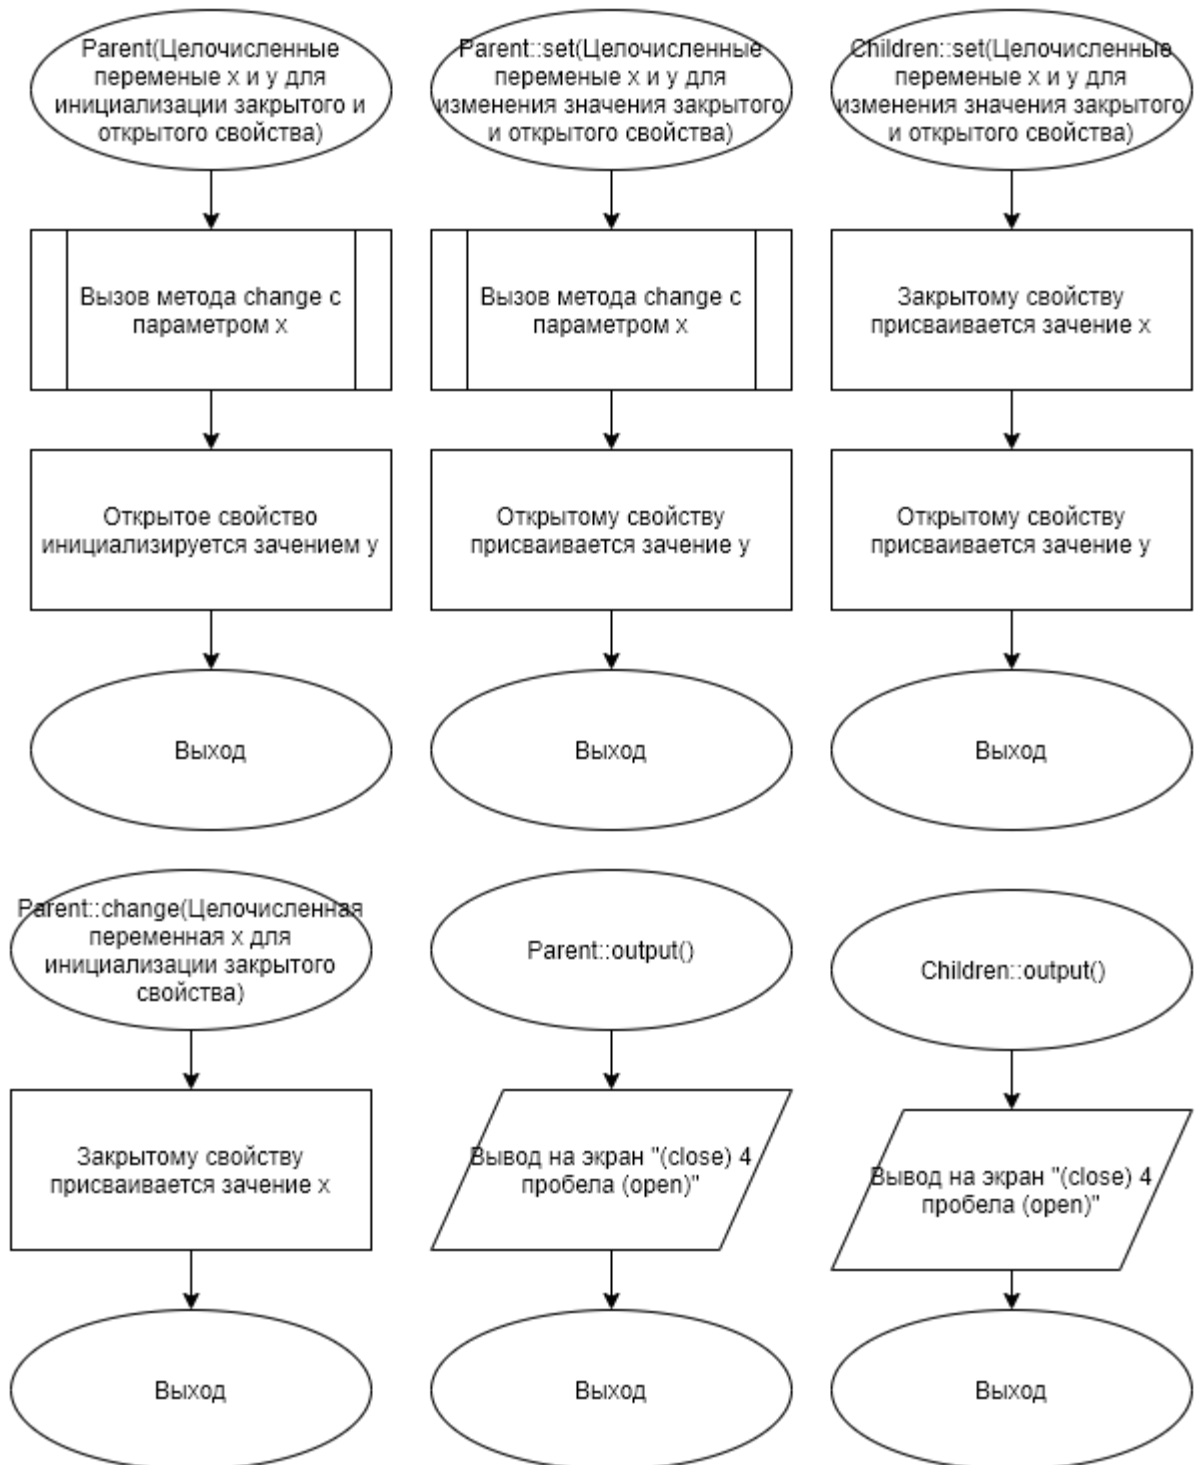 Parent(Целочисленные
переменые x и y для
инициализации закрытого и
открытого свойства)
Вызов метода change с
параметром x
Открытое свойство
инициализируется зачением y
Выход
Parent::set(Целочисленные
переменые x и y для
изменения значения закрытого
и открытого свойства)
Вызов метода change с
параметром x
Открытому свойству
присваивается зачение y
Выход
Children::set(Целочисленные
переменые x и y для
изменения значения закрытого
и открытого свойства)
Закрытому свойству
присваивается зачение x
Открытому свойству
присваивается зачение y
Выход
Parent::change(Целочисленная
переменная x для
инициализации закрытого
свойства)
Закрытому свойству
присваивается зачение x
Выход
Parent::output()
Вывод на экран "(close) 4
пробела (open)"
Выход
Children::output()
Вывод на экран "(close) 4
пробела (open)"
Выход